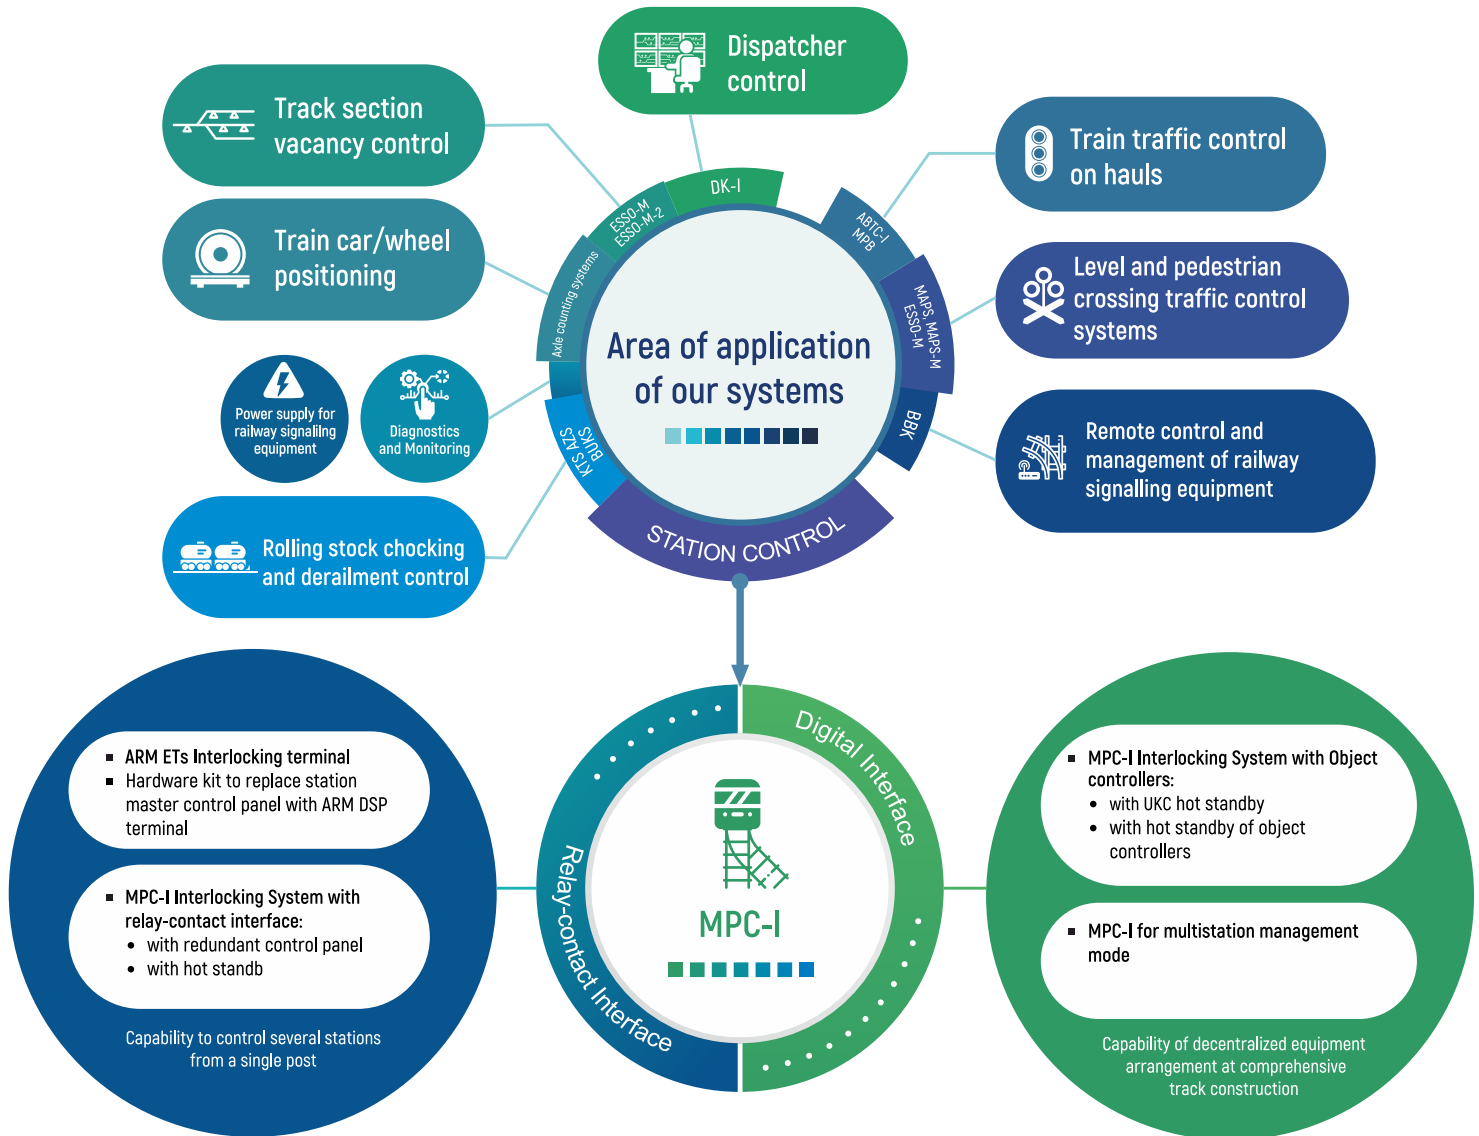 Dispatcher
control
Track section
vacancy control
Train traffic control
on hauls
Train car/wheel
positioning
Level and pedestrian
crossing traffic control
systems
Power supply for
railway signaling
equipment
Diagnostics
and Monitoring
Remote control and
management of railway
signalling equipment
Rolling stock chocking
and derailment control
DK-I
ESSO-M
ESSO-M-2
Axle counting systems
KTS AZS
BUKS
ABTC-I
MPB
MAPS, MAPS-M
ESSO-M
BBK
Area of application
of our systems
STATION CONTROL
ARM ETs Interlocking terminal
Hardware kit to replace station
master control panel with ARM DSP
terminal
MPC-I Interlocking System with
relay-contact interface:
with redundant control panel
with hot standb
Capability to control several stations
from a single post
Relay-contact Interface
Digital Interface
MPC-I
MPC-I Interlocking System with Object
controllers:
with UKC hot standby
with hot standby of object
controllers
MPC-I for multistation management
mode
Capability of decentralized equipment
arrangement at comprehensive
track construction